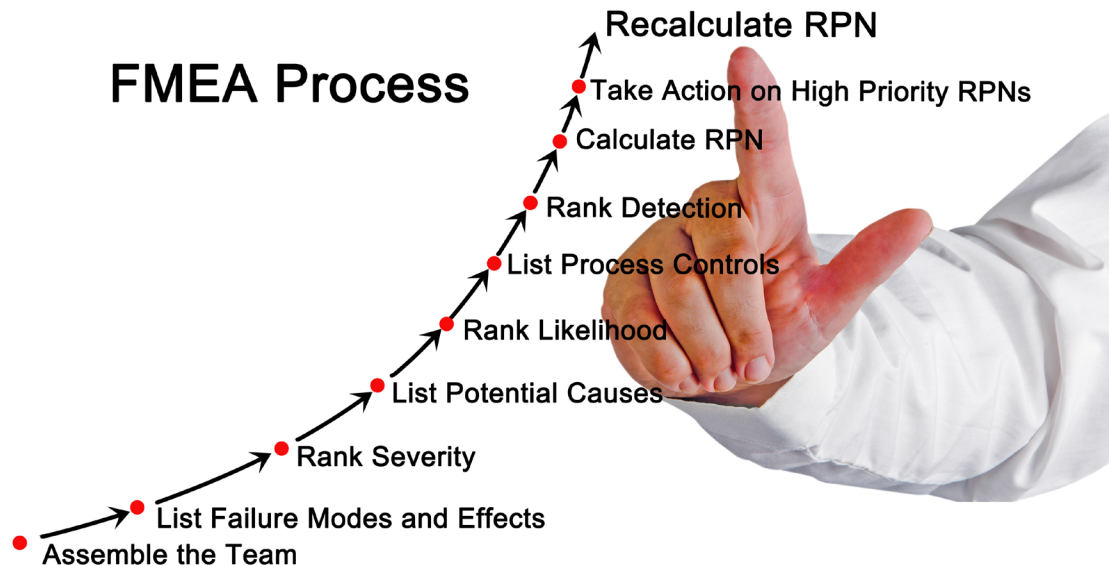 Recalculate RPN
FMEA Process
Take Action on High Priority RPNs
Calculate RPN
Rank Detection
List Process Controls
Rank Likelihood
List Potential Causes
Rank Severity
List Failure Modes and Effects
Assemble the Team